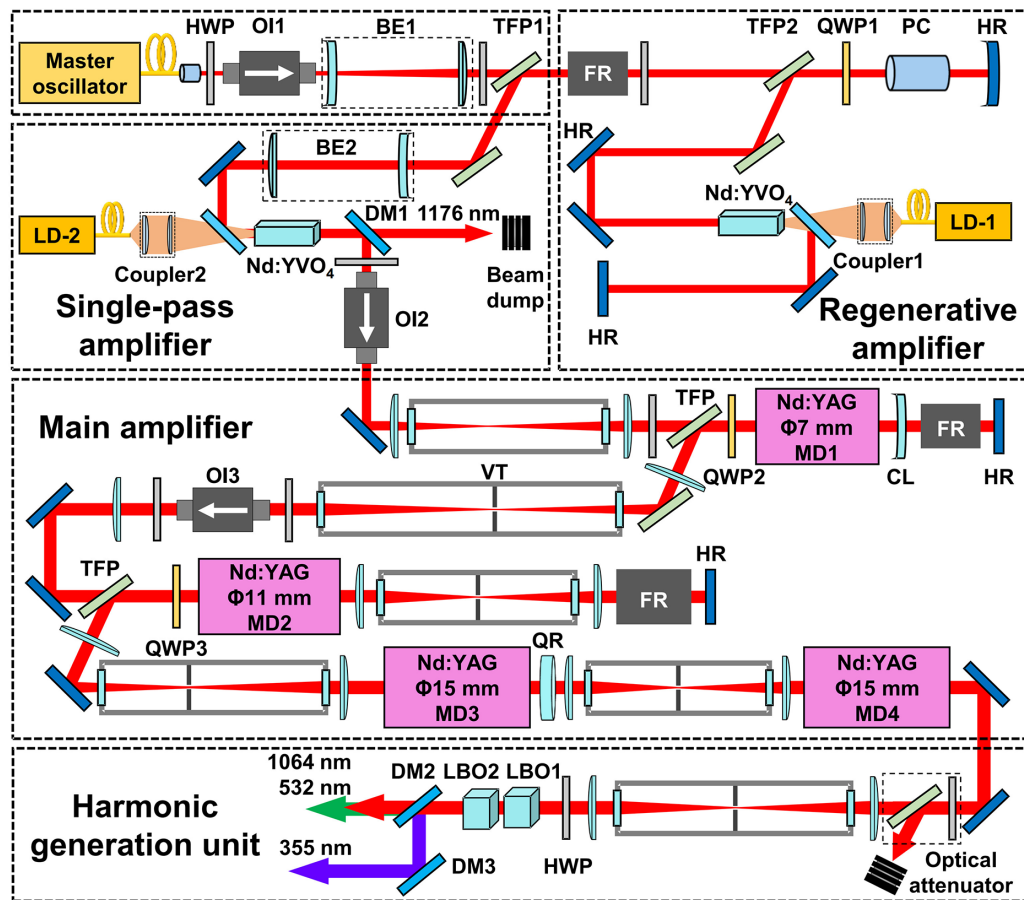 HWP
OI1
BE1
TFP1
Master
oscillator
TFP2
QWP1
PC
HR
FR
BE2
LD-2
Coupler2
Nd:YVO4
DM1
1176 nm
Beam
dump
OI2
Single-pass
amplifier
HR
Nd:YVO4
LD-1
Coupler1
HR
Regenerative
amplifier
Main amplifier
TFP
QWP2
Nd:YAG
Φ7 mm
MD1
CL
FR
HR
OI3
VT
TFP
QWP3
Nd:YAG
Φ11 mm
MD2
FR
HR
Nd:YAG
Φ15 mm
MD3
QR
HWP
Nd:YAG
Φ15 mm
MD4
Harmonic
generation unit
1064 nm
532 nm
355 nm
DM2
LBO2
LBO1
DM3
HWP
Optical
attenuator